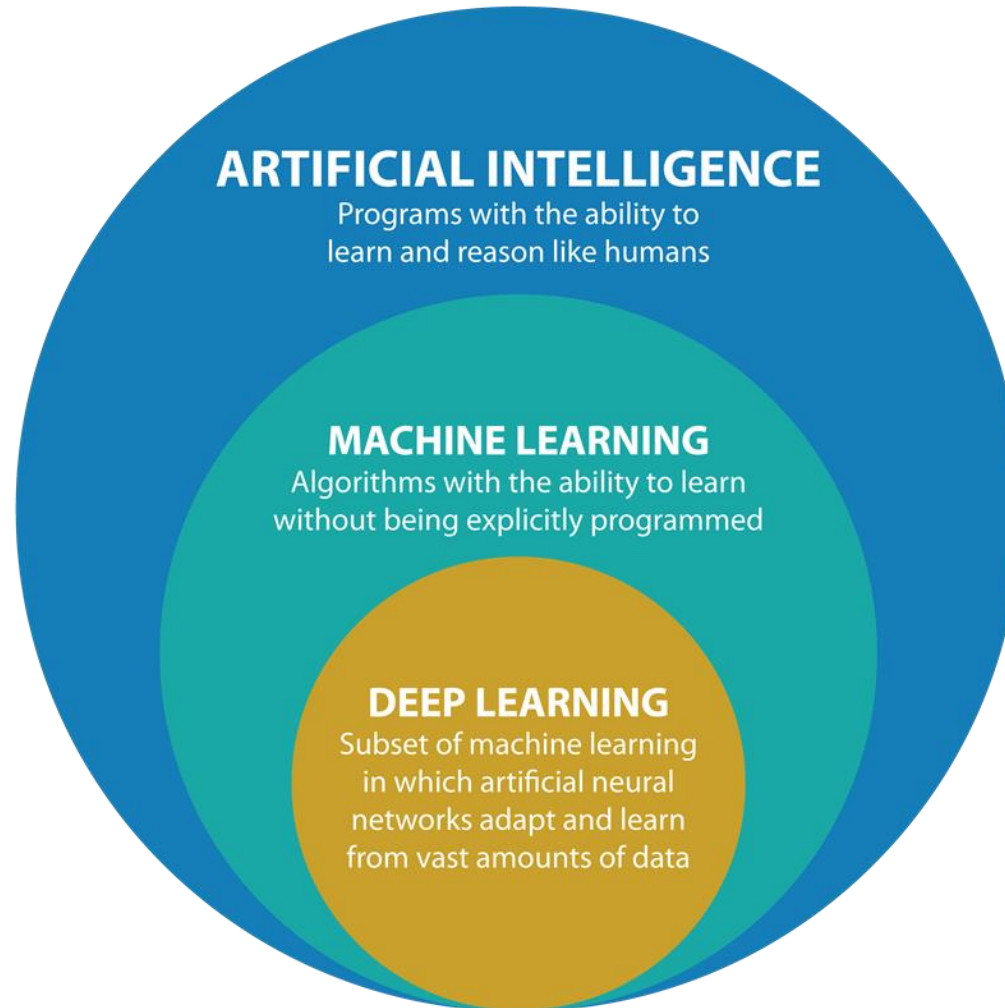 ARTIFICIAL INTELLIGENCE
Programs with the ability to
learn and reason like humans
MACHINE LEARNING
Algorithms with the ability to learn
without being explicitly programmed
DEEP LEARNING
Subset of machine learning
in which artificial neural
networks adapt and learn
from vast amounts of data